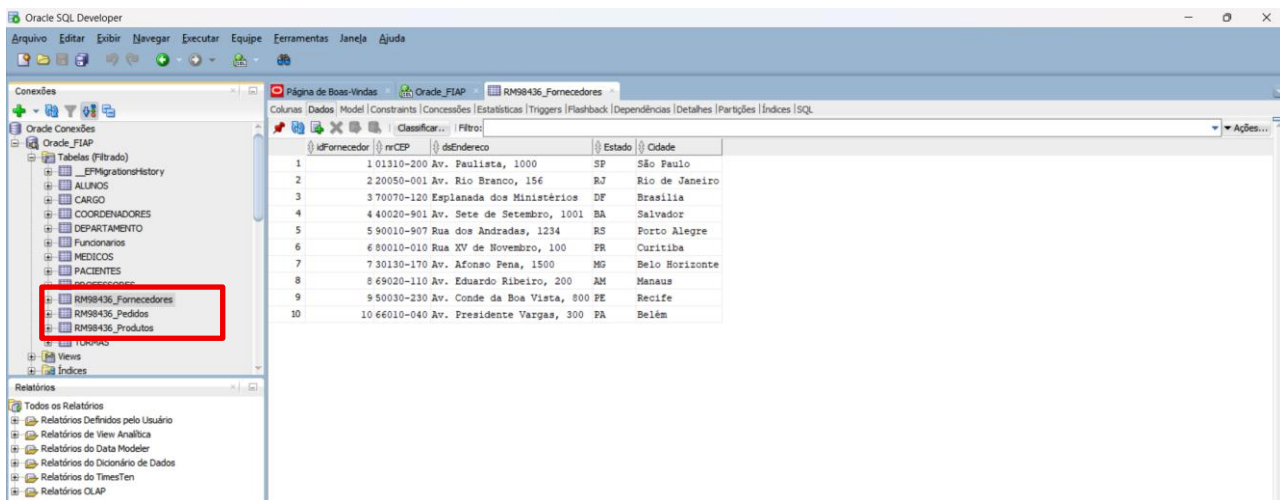 Oracle SQL Developer
Arquivo Editar Exibir Navegar Executar Equipe Ferramentas Janela Ajuda
Conexões
Oracle Conexões
Oracle_FIAP
Tabelas (Filtrado)
__EFMigrationsHistory
ALUNOS
CARGO
COORDENADORES
DEPARTAMENTO
Funcionarios
MEDICOS
PACIENTES
PROFESSORES
RM98436_Fornecedores
RM98436_Pedidos
RM98436_Produtos
TURMAS
Views
Índices
Relatórios
Todos os Relatórios
Relatórios Definidos pelo Usuário
Relatórios de View Analítica
Relatórios do Data Modeler
Relatórios do Dicionário de Dados
Relatórios do TimesTen
Relatórios OLAP
Página de Boas-Vindas Oracle_FIAP RM98436_Fornecedores
Colunas Dados Model Constraints Concessões Estatísticas Triggers Flashback Dependências Detalhes Partições Índices SQL
Classificar.. Filtro: Ações...
idFornecedor nrCEP dsEndereco Estado Cidade
1 1 01310-200 Av. Paulista, 1000 SP São Paulo
2 2 20050-001 Av. Rio Branco, 156 RJ Rio de Janeiro
3 3 70070-120 Esplanada dos Ministérios DF Brasília
4 4 40020-901 Av. Sete de Setembro, 1001 BA Salvador
5 5 90010-907 Rua dos Andradas, 1234 RS Porto Alegre
6 6 80010-010 Rua XV de Novembro, 100 PR Curitiba
7 7 30130-170 Av. Afonso Pena, 1500 MG Belo Horizonte
8 8 69020-110 Av. Eduardo Ribeiro, 200 AM Manaus
9 9 50030-230 Av. Conde da Boa Vista, 800 PE Recife
10 10 66010-040 Av. Presidente Vargas, 300 PA Belém